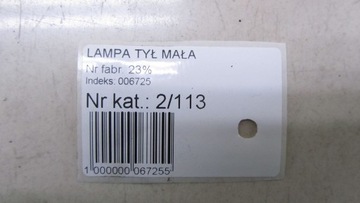 LAMPA TYŁ MAŁA
Nr fabr. 23%
Indeks: 006725
Nr kat.: 2/113
1 000000 067255